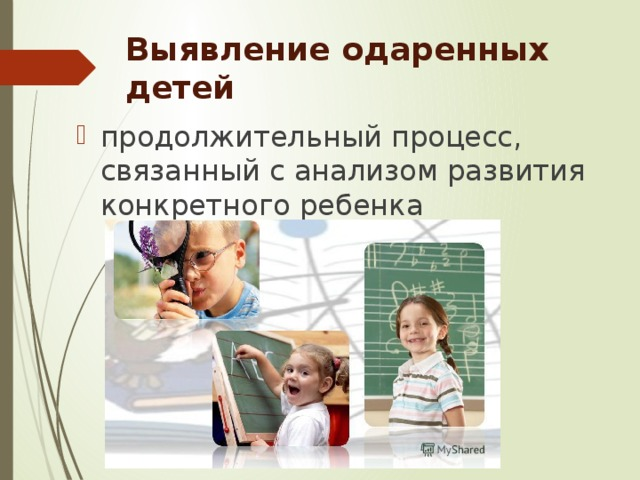 Выявление одаренных
детей
продолжительный процесс,
связанный с анализом развития
конкретного ребенка
MyShared